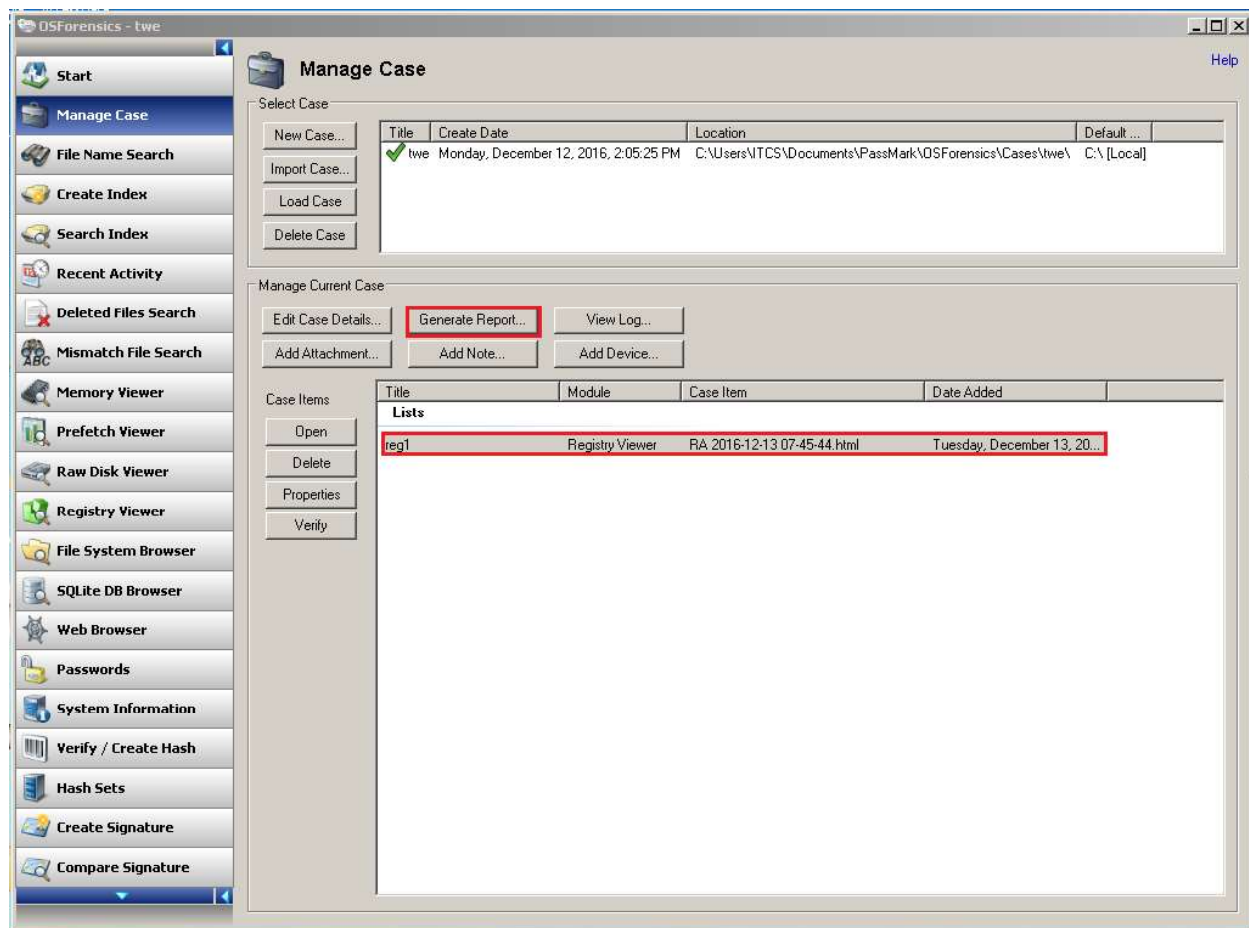 OSForensics - twe
Help
Start
Manage Case
File Name Search
Create Index
Search Index
Recent Activity
Deleted Files Search
Mismatch File Search
Memory Viewer
Prefetch Viewer
Raw Disk Viewer
Registry Viewer
File System Browser
SQLite DB Browser
Web Browser
Passwords
System Information
Verify / Create Hash
Hash Sets
Create Signature
Compare Signature
Manage Case
Select Case
New Case...
Import Case...
Load Case
Delete Case
Title Create Date Location Default ...
twe Monday, December 12, 2016, 2:05:25 PM C:\Users\ITCS\Documents\PassMark\OSForensics\Cases\twe\ C:\ [Local]
Manage Current Case
Edit Case Details... Generate Report... View Log...
Add Attachment... Add Note... Add Device...
Case Items
Open
Delete
Properties
Verify
Title Module Case Item Date Added
Lists
reg1 Registry Viewer RA 2016-12-13 07-45-44.html Tuesday, December 13, 20...
ABC